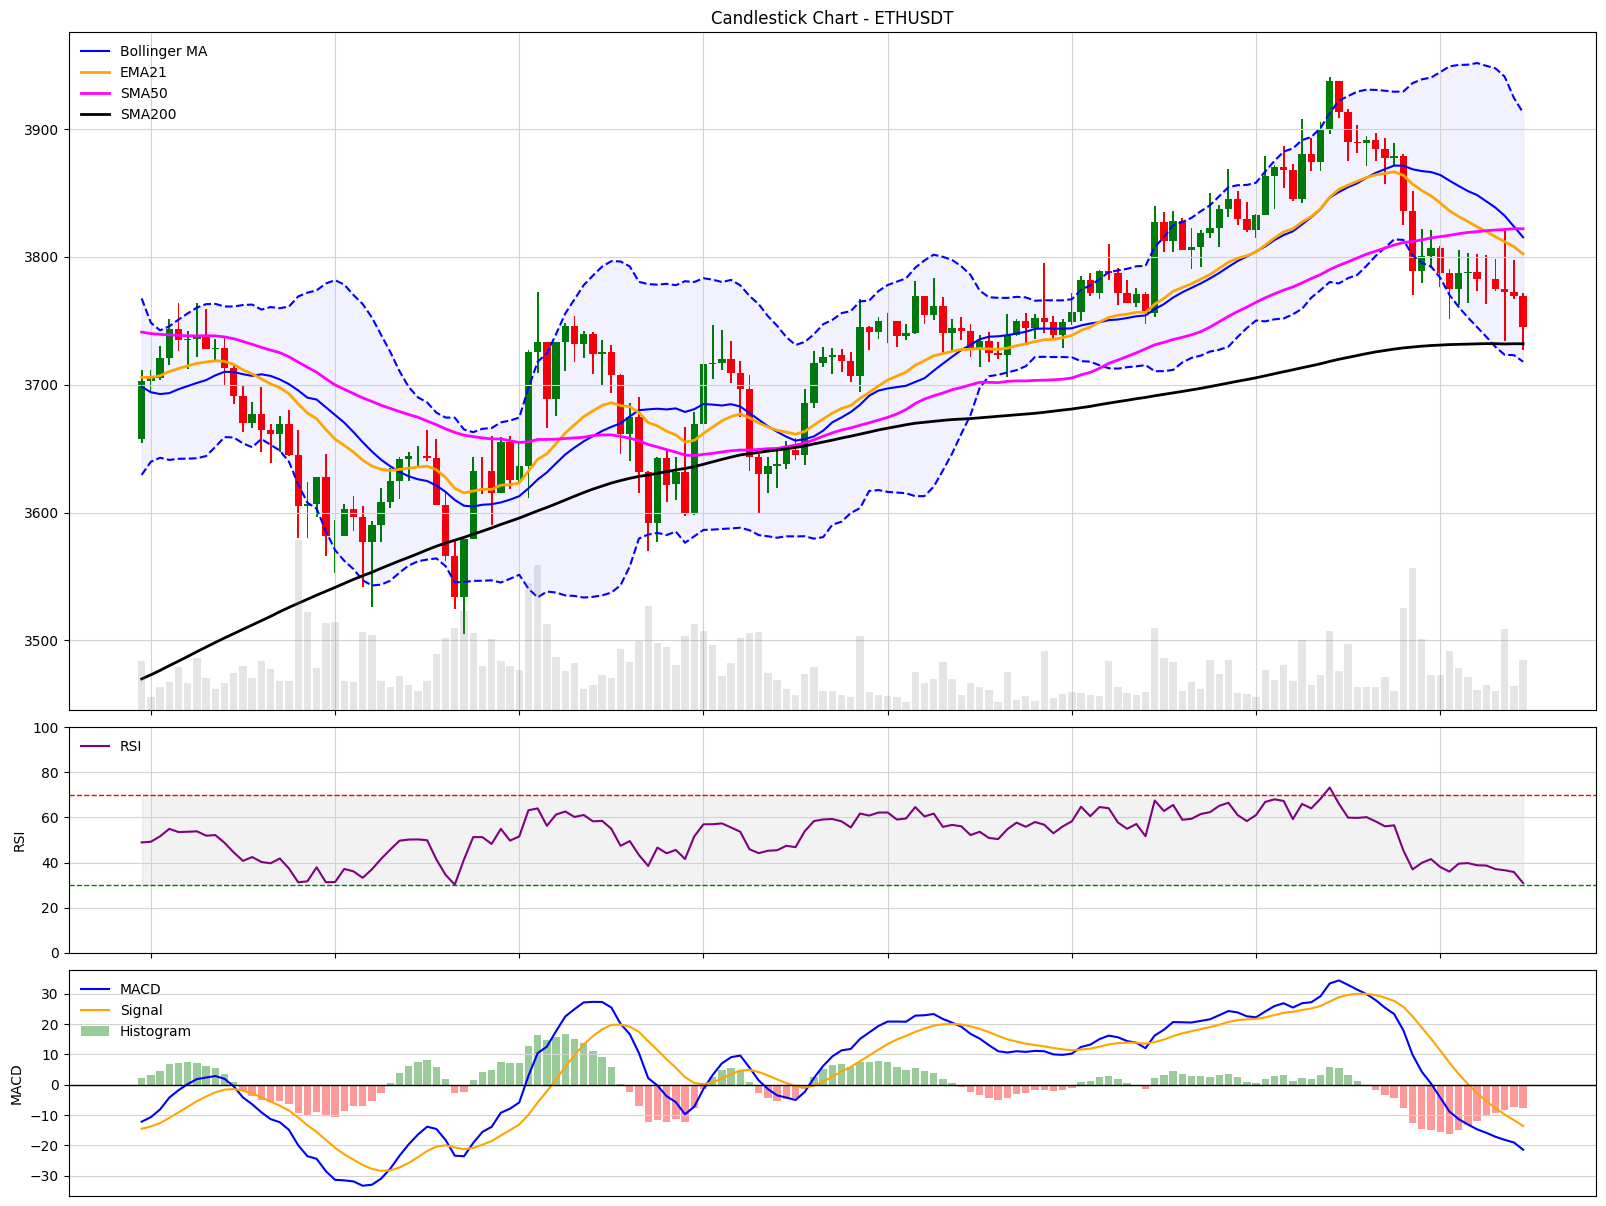 Candlestick Chart - ETHUSDT
Bollinger MA
EMA21
SMA50
SMA200
3900
3800
3700
3600
3500
RSI
100
80
60
40
20
0
RSI
MACD
Signal
Histogram
30
20
10
0
−10
−20
−30
MACD